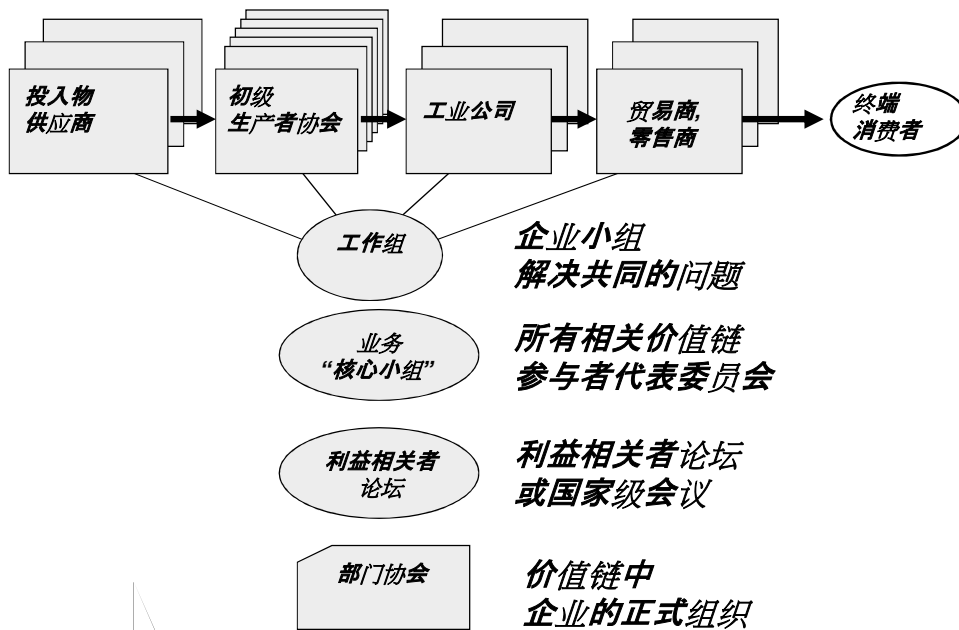 投入物
供应商
初级
生产者协会
工业公司
贸易商,
零售商
终端
消费者
工作组
企业小组
解决共同的问题
业务
“核心小组”
所有相关价值链
参与者代表委员会
利益相关者
论坛
利益相关者论坛
或国家级会议
部门协会
价值链中
企业的正式组织